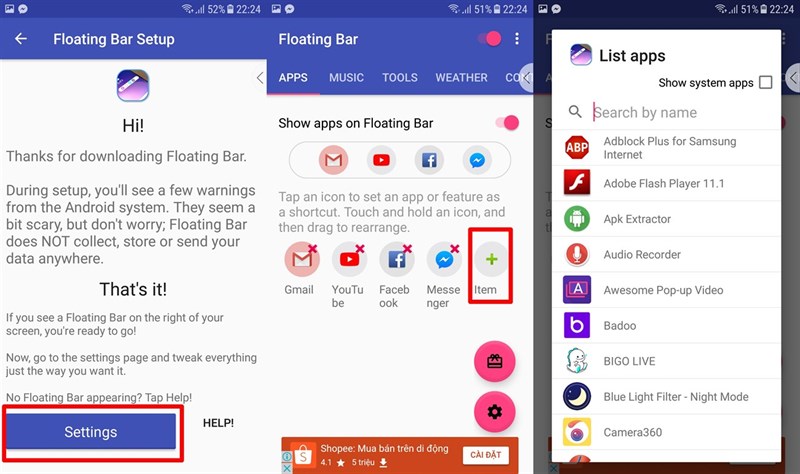 52% 22:24
Floating Bar Setup
Hi!
Thanks for downloading Floating Bar.
During setup, you'll see a few warnings
from the Android system. They seem a
bit scary, but don't worry; Floating Bar
does NOT collect, store or send your
data anywhere.
That's it!
If you see a Floating Bar on the right of your
screen, you're ready to go!
Now, go to the settings page and tweak everything
just the way you want it.
No Floating Bar appearing? Tap Help!
Settings
HELP!
51% 22:24
Floating Bar
APPS MUSIC TOOLS WEATHER CON
Show apps on Floating Bar
Tap an icon to set an app or feature as
a shortcut. Touch and hold an icon, and
then drag to rearrange.
Gmail
YouTu
be
Faceb
ook
Messe
nger
Item
Shopee: Mua bán trên di động
4.1 ★ 5 triệu
CÀI ĐẶT
51% 22:24
List apps
Show system apps
Search by name
ABP
Adblock Plus for Samsung
Internet
Adobe Flash Player 11.1
Apk Extractor
Audio Recorder
Awesome Pop-up Video
Badoo
BIGO LIVE
Blue Light Filter - Night Mode
Camera360